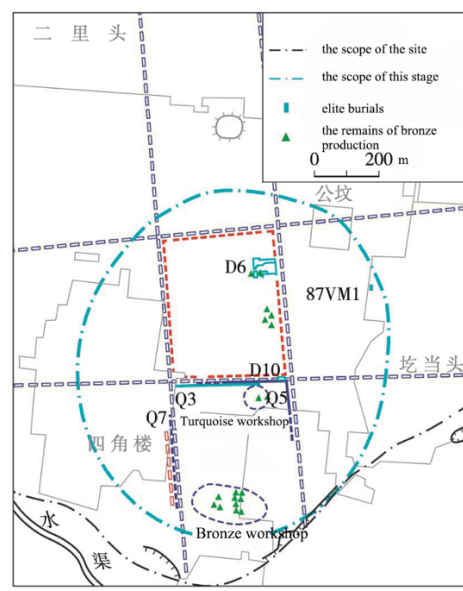 二里头
the scope of the site
the scope of this stage
elite burials
the remains of bronze
production
0 200 m
公坟
D6
87VM1
圪当头
D10
Q3
Q5
Q7
Turquoise workshop
四角楼
Bronze workshop
水
渠